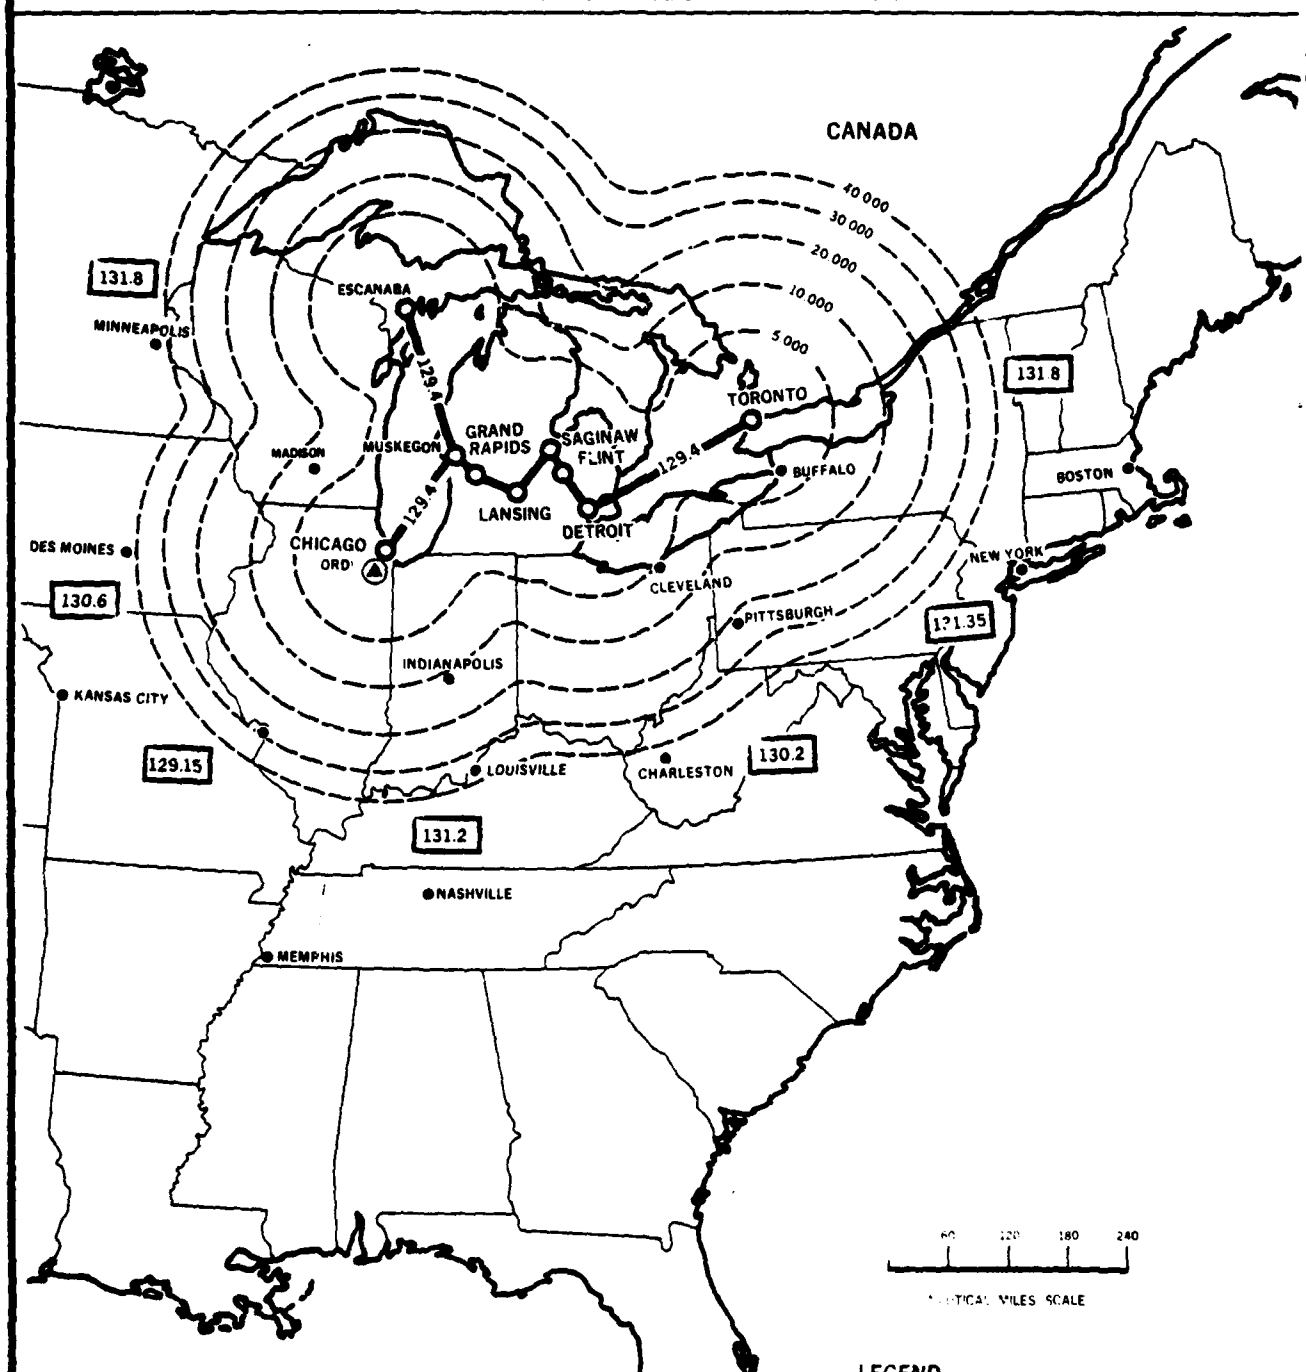 CANADA
40 000
30 000
20 000
10 000
5 000
131.8
ESCANABA
MINNEAPOLIS
129.4
131.8
TORONTO
GRAND
RAPIDS
SAGINAW
FLINT
MUSKEGON
MADISON
129.4
BUFFALO
BOSTON
129.4
LANSING
DETROIT
CHICAGO
ORD
DES MOINES
NEW YORK
CLEVELAND
130.6
PITTSBURGH
INDIANAPOLIS
KANSAS CITY
129.15
LOUISVILLE
CHARLESTON
130.2
131.2
NASHVILLE
MEMPHIS
60 120 180 240
MILES SCALE
LEGEND